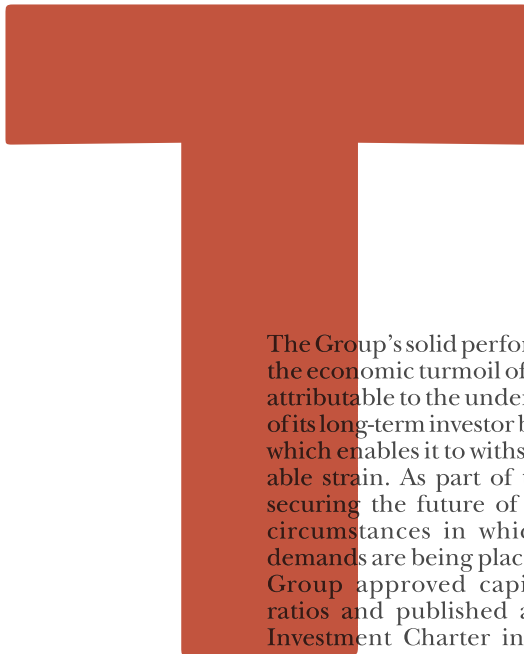 T
The Group’s solid perfor
the economic turmoil of
attributable to the under
of its long-term investor b
which enables it to withs
able strain. As part of
securing the future of
circumstances in whic
demands are being plac
Group approved capi
ratios and published a
Investment Charter in